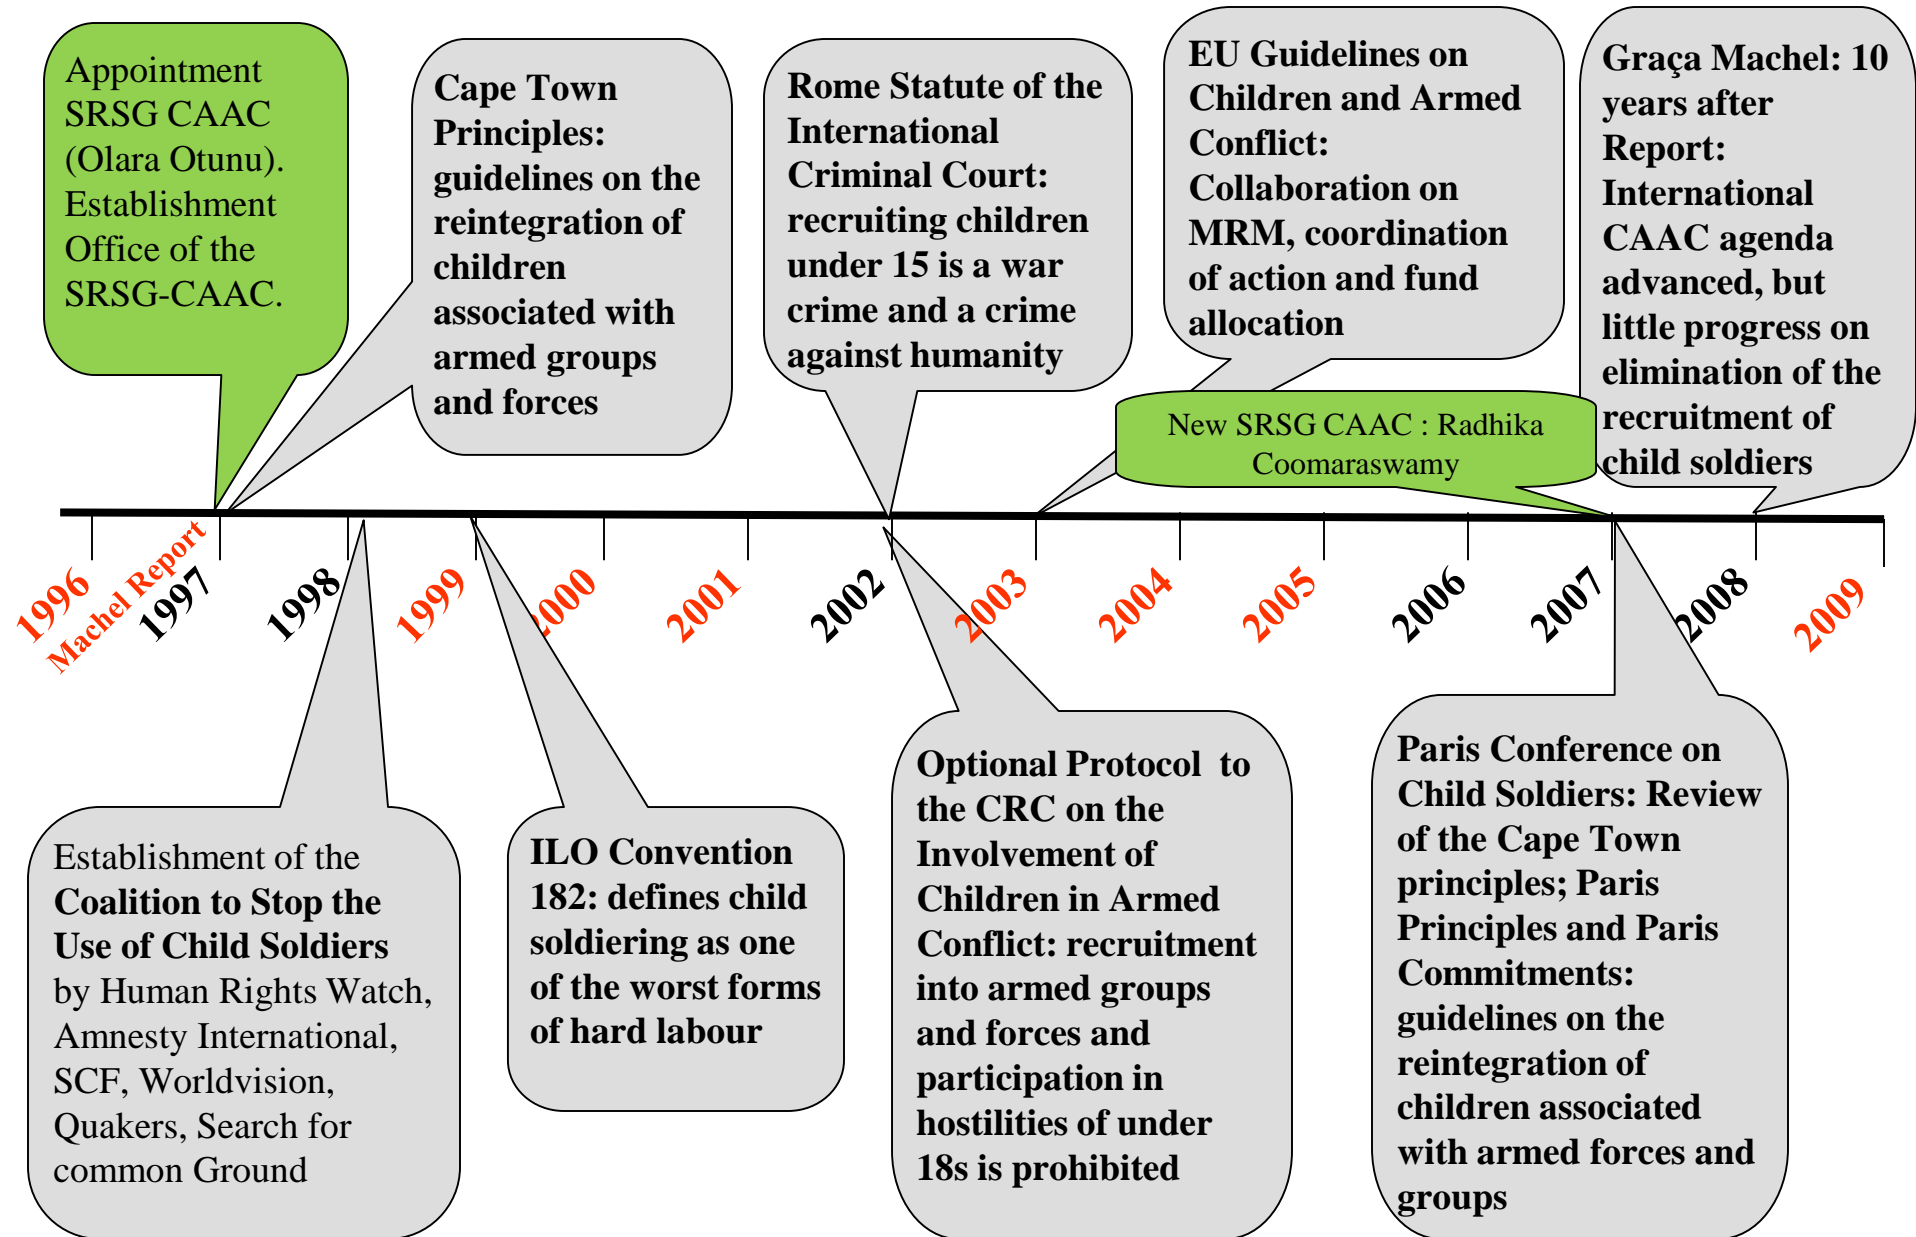 Appointment
SRSG CAAC
(Olara Otunu).
Establishment
Office of the
SRSG-CAAC.
Cape Town
Principles:
guidelines on the
reintegration of
children
associated with
armed groups
and forces
Rome Statute of the
International
Criminal Court:
recruiting children
under 15 is a war
crime and a crime
against humanity
EU Guidelines on
Children and Armed
Conflict:
Collaboration on
MRM, coordination
of action and fund
allocation
Graça Machel: 10
years after
Report:
International
CAAC agenda
advanced, but
little progress on
elimination of the
recruitment of
child soldiers
New SRSG CAAC : Radhika
Coomaraswamy
1996
Machel Report
1997
1998
1999
2000
2001
2002
2003
2004
2005
2006
2007
2008
2009
Establishment of the
Coalition to Stop the
Use of Child Soldiers
by Human Rights Watch,
Amnesty International,
SCF, Worldvision,
Quakers, Search for
common Ground
ILO Convention
182: defines child
soldiering as one
of the worst forms
of hard labour
Optional Protocol to
the CRC on the
Involvement of
Children in Armed
Conflict: recruitment
into armed groups
and forces and
participation in
hostilities of under
18s is prohibited
Paris Conference on
Child Soldiers: Review
of the Cape Town
principles; Paris
Principles and Paris
Commitments:
guidelines on the
reintegration of
children associated
with armed forces and
groups